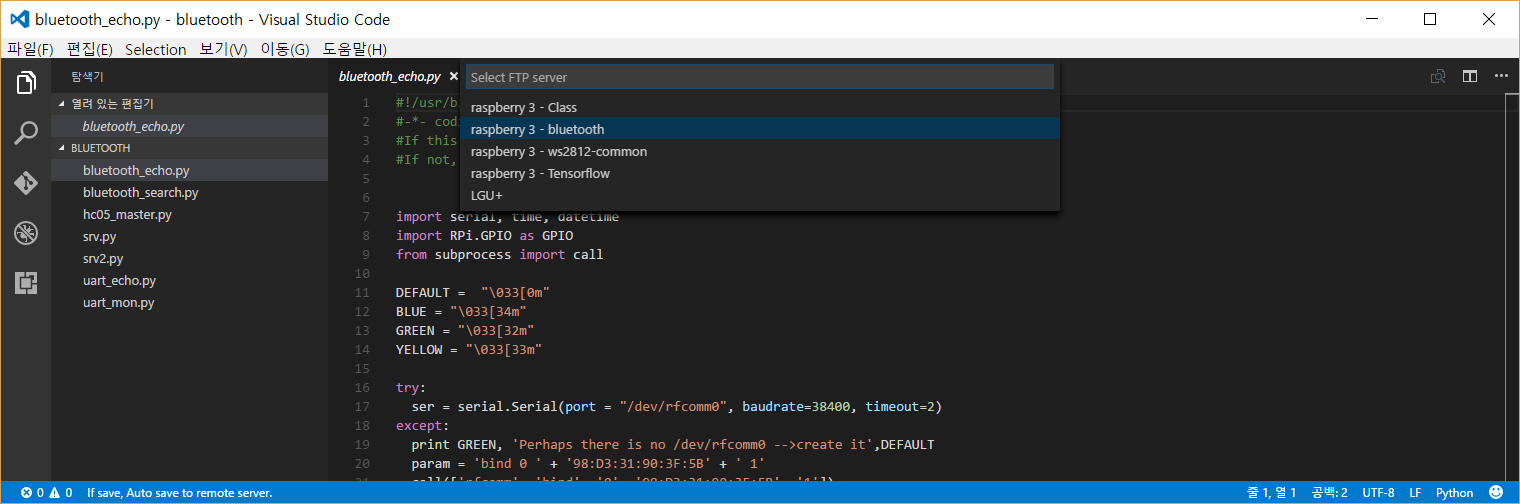 bluetooth_echo.py - bluetooth - Visual Studio Code
파일(F) 편집(E) Selection 보기(V) 이동(G) 도움말(H)
탐색기
열려 있는 편집기
bluetooth_echo.py
BLUETOOTH
bluetooth_echo.py
bluetooth_search.py
hc05_master.py
srv.py
srv2.py
uart_echo.py
uart_mon.py
bluetooth_echo.py ×
Select FTP server
raspberry 3 - Class
raspberry 3 - bluetooth
raspberry 3 - ws2812-common
raspberry 3 - Tensorflow
LGU+
1 #!/usr/b
2 #-*- codi
3 #If this
4 #If not,
5
6
7 import serial, time, datetime
8 import RPi.GPIO as GPIO
9 from subprocess import call
10
11 DEFAULT =  "\033[0m"
12 BLUE = "\033[34m"
13 GREEN = "\033[32m"
14 YELLOW = "\033[33m"
15
16 try:
17   ser = serial.Serial(port = "/dev/rfcomm0", baudrate=38400, timeout=2)
18 except:
19   print GREEN, 'Perhaps there is no /dev/rfcomm0 -->create it',DEFAULT
20   param = 'bind 0 ' + '98:D3:31:90:3F:5B' + ' 1'
0 0 If save, Auto save to remote server.
줄 1, 열 1 공백: 2 UTF-8 LF Python